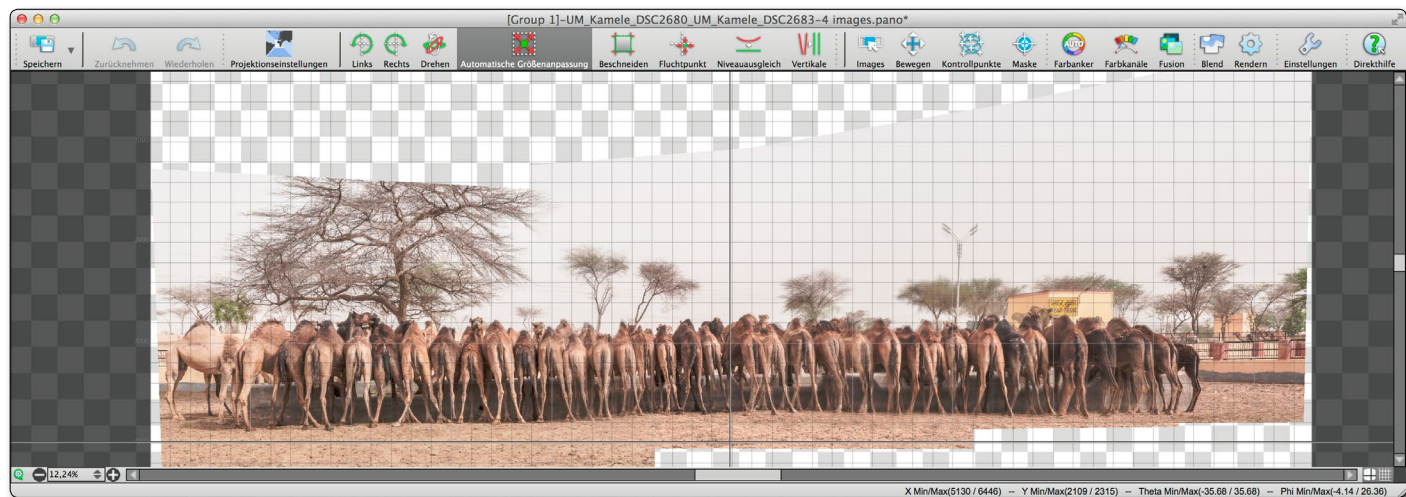 [Group 1]-UM_Kamele_DSC2680_UM_Kamele_DSC2683-4 images.pano*
Speichern Zurücknehmen Wiederholen Projektionseinstellungen Links Rechts Drehen Automatische Größenanpassung Beschneiden Fluchtpunkt Niveauausgleich Vertikale Images Bewegen Kontrollpunkte Maske Farbanker Farbkanäle Fusion Blend Rendern Einstellungen Direkthilfe
AUTO
12,24%
X Min/Max(5130 / 6446) -- Y Min/Max(2109 / 2315) -- Theta Min/Max(-35.68 / 35.68) -- Phi Min/Max(-4.14 / 26.36)